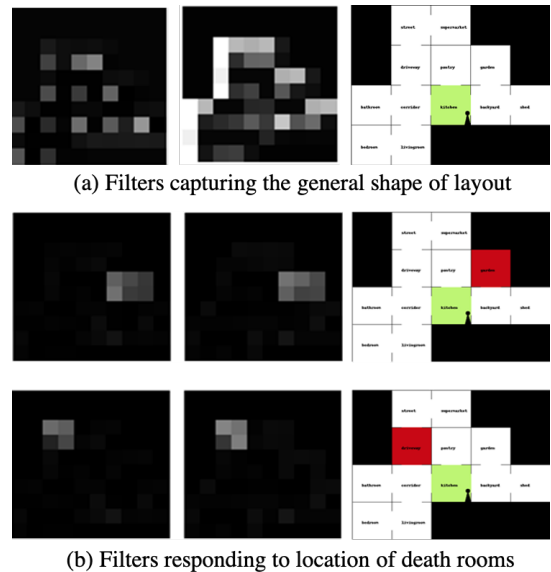 street supermarket
driveway pantry garden
bathroom corridor kitchen backyard shed
bedroom livingroom
(a) Filters capturing the general shape of layout
street supermarket
driveway pantry garden
bathroom corridor kitchen backyard shed
bedroom livingroom
street supermarket
driveway pantry garden
bathroom corridor kitchen backyard shed
bedroom livingroom
(b) Filters responding to location of death rooms